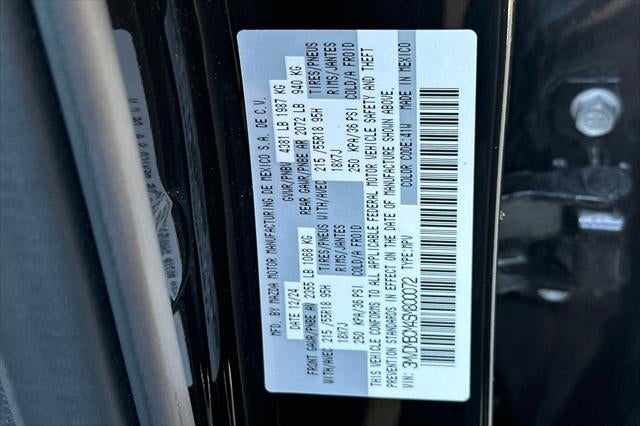 MFD. BY MAZDA MOTOR MANUFACTURING DE MEXICO S.A. DE C.V.
DATE 12/24 GVWR/PNBV 4381 LB 1987 KG
FRONT GAWR/PNBE AV 2355 LB 1068 KG REAR GAWR/PNBE AR 2072 LB 940 KG
WITH/AVEC 215 /55R18 95H TIRES/PNEUS WITH/AVEC 215 /55R18 95H TIRES/PNEUS
18X7J RIMS/JANTES 18X7J RIMS/JANTES
250 KPA/36 PSI COLD/A FROID 250 KPA/36 PSI COLD/A FROID
THIS VEHICLE CONFORMS TO ALL APPLICABLE FEDERAL MOTOR VEHICLE SAFETY AND THEFT
PREVENTION STANDARDS IN EFFECT ON THE DATE OF MANUFACTURE SHOWN ABOVE.
COLOR CODE:41W MADE IN MEXICO
VIN: TYPE:MPV